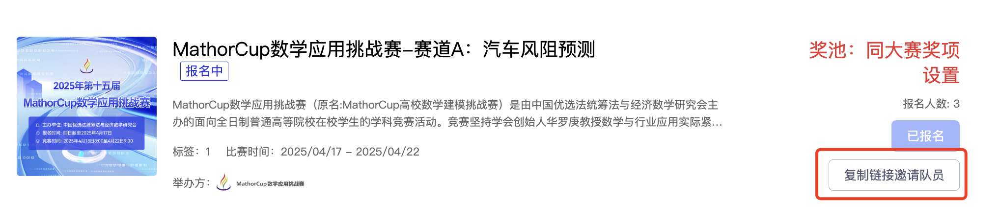 2025年第十五届
MathorCup数学应用挑战赛
主办单位: 中国优选法统筹法与经济数学研究会
报名时间: 即日起至2025年4月17日
竞赛时间: 2025年4月18日8:00至4月22日9:00
MathorCup数学应用挑战赛-赛道A：汽车风阻预测
报名中
MathorCup数学应用挑战赛（原名:MathorCup高校数学建模挑战赛）是由中国优选法统筹法与经济数学研究会主
办的面向全日制普通高等院校在校学生的学科竞赛活动。竞赛坚持学会创始人华罗庚教授数学与行业应用实际紧...
标签：1 比赛时间：2025/04/17 - 2025/04/22
举办方：
MathorCup数学应用挑战赛
奖池：同大赛奖项
设置
报名人数: 3
已报名
复制链接邀请队员